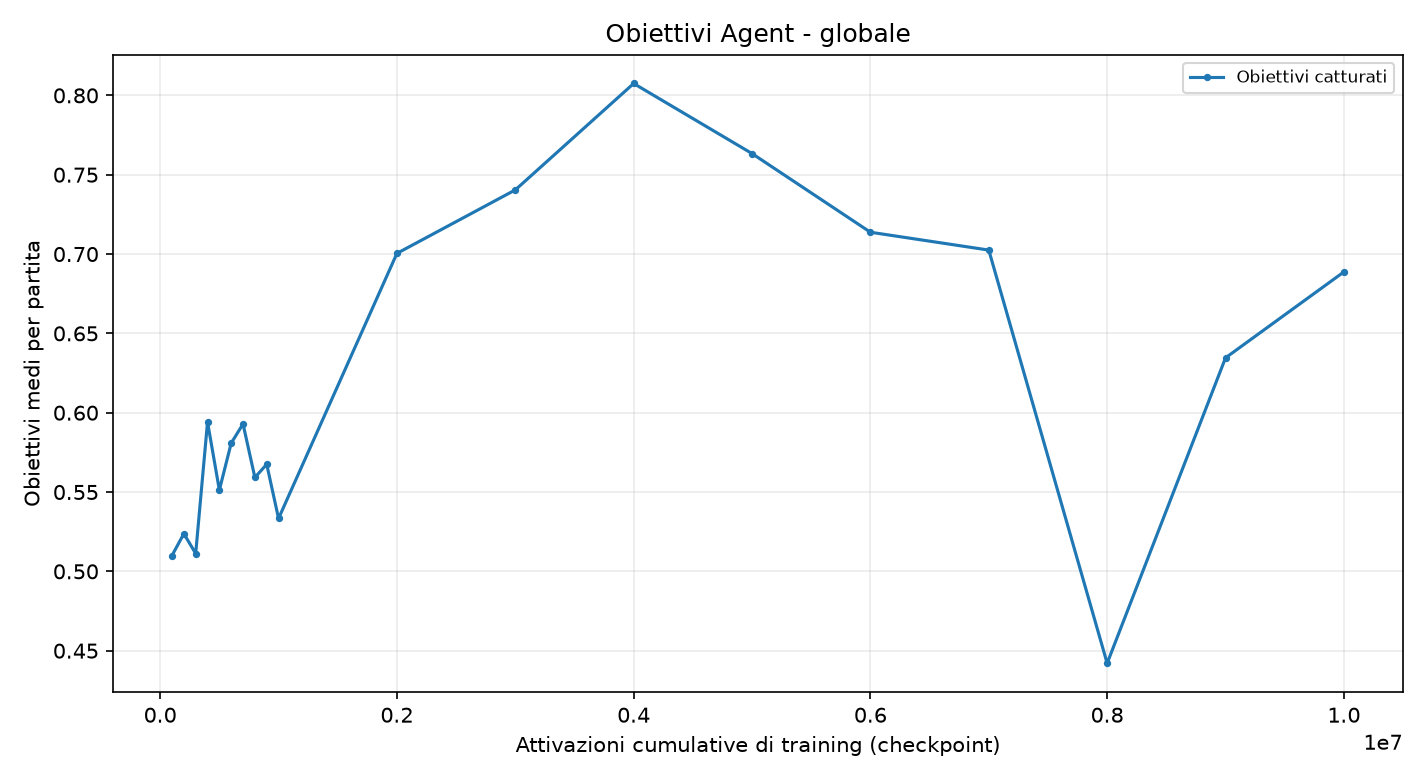 Obiettivi Agent - globale
Obiettivi catturati
Obiettivi medi per partita
0.80
0.75
0.70
0.65
0.60
0.55
0.50
0.45
0.0 0.2 0.4 0.6 0.8 1.0
1e7
Attivazioni cumulative di training (checkpoint)